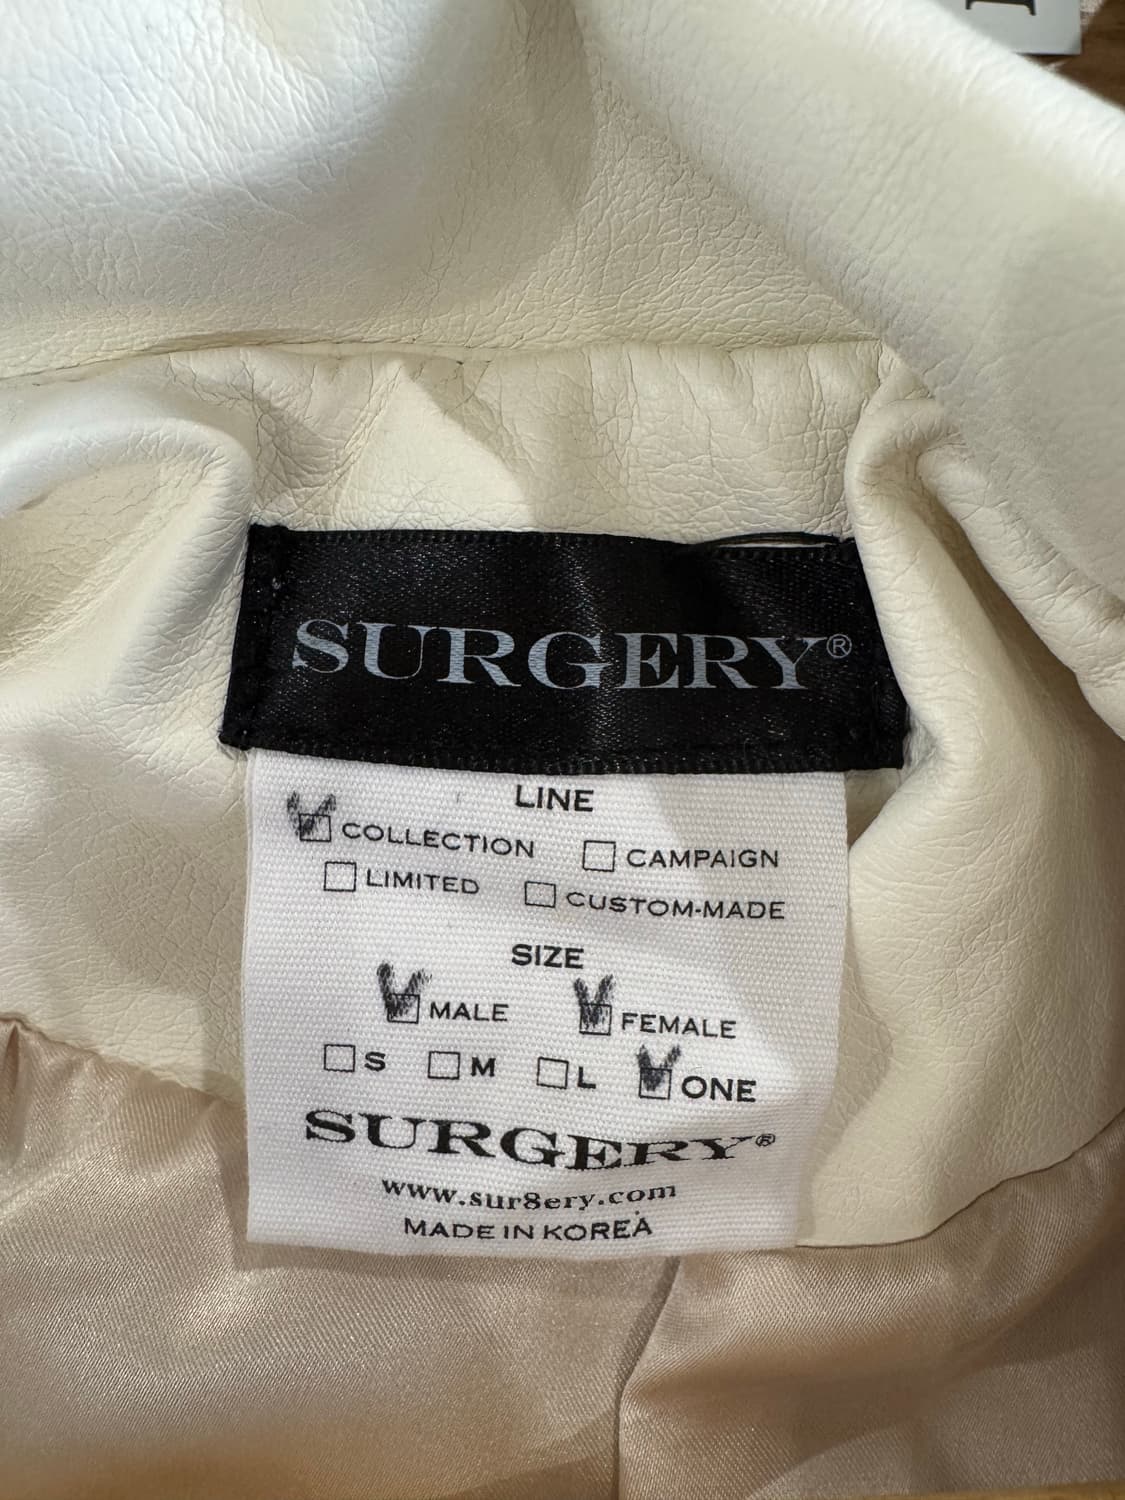 SURGERY®
LINE
COLLECTION CAMPAIGN
LIMITED CUSTOM-MADE
SIZE
MALE FEMALE
S M L ONE
SURGERY®
www.sur8ery.com
MADE IN KOREA